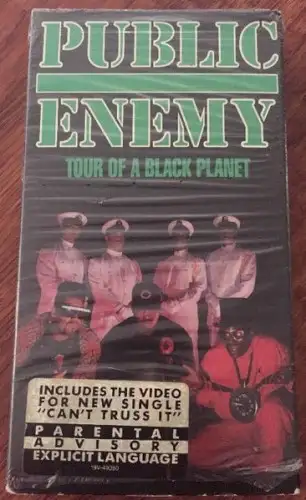 PUBLIC
ENEMY
TOUR OF A BLACK PLANET
INCLUDES THE VIDEO
FOR NEW SINGLE
"CAN'T TRUSS IT"
PARENTAL
ADVISORY
EXPLICIT LANGUAGE